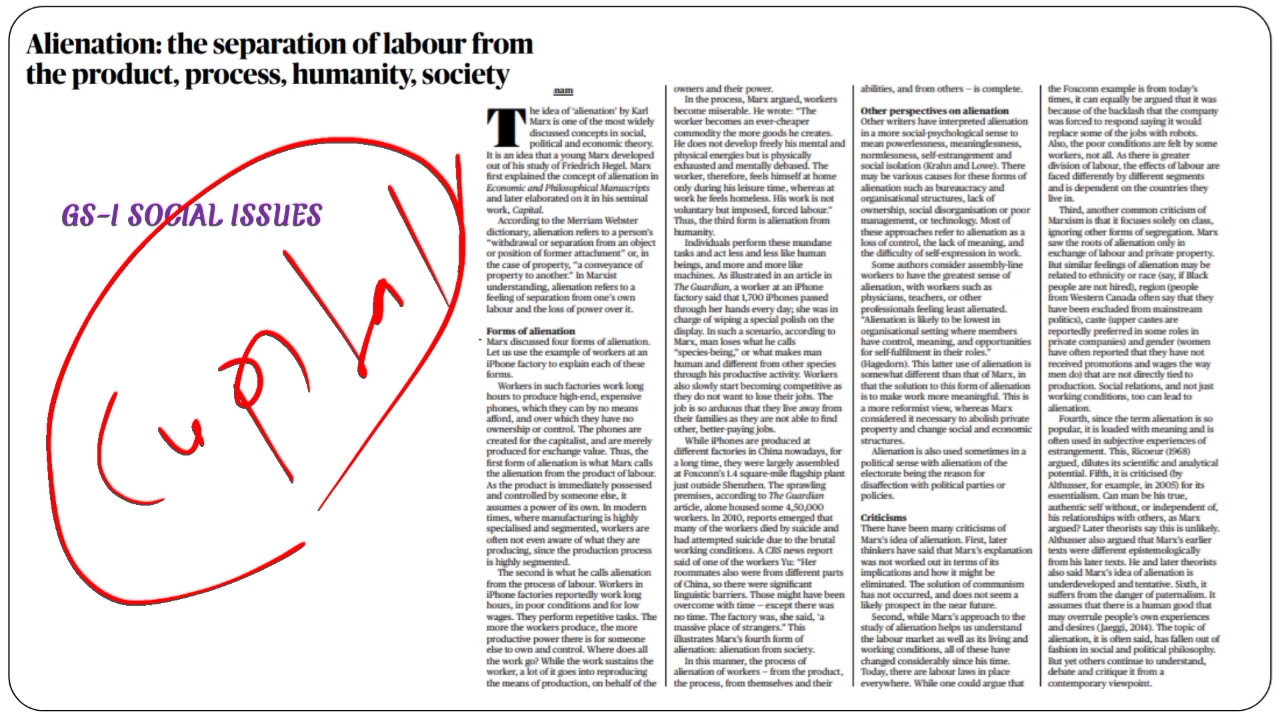 Alienation: the separation of labour from
the product, process, humanity, society
GS-I SOCIAL ISSUES
nam
The idea of 'alienation' by Karl
Marx is one of the most widely
discussed concepts in social,
political and economic theory.
It is an idea that a young Marx developed
out of his study of Friedrich Hegel. Marx
first explained the concept of alienation in
Economic and Philosophical Manuscripts
and later elaborated on it in his seminal
work, Capital.
According to the Merriam Webster
dictionary, alienation refers to a person's
"withdrawal or separation from an object
or position of former attachment" or, in
the case of property, "a conveyance of
property to another." In Marxist
understanding, alienation refers to a
feeling of separation from one's own
labour and the loss of power over it.
Forms of alienation
Marx discussed four forms of alienation.
Let us use the example of workers at an
iPhone factory to explain each of these
forms.
Workers in such factories work long
hours to produce high-end, expensive
phones, which they can by no means
afford, and over which they have no
ownership or control. The phones are
created for the capitalist, and are merely
produced for exchange value. Thus, the
first form of alienation is what Marx calls
the alienation from the product of labour.
As the product is immediately possessed
and controlled by someone else, it
assumes a power of its own. In modern
times, where manufacturing is highly
specialised and segmented, workers are
often not even aware of what they are
producing, since the production process
is highly segmented.
The second is what he calls alienation
from the process of labour. Workers in
iPhone factories reportedly work long
hours, in poor conditions and for low
wages. They perform repetitive tasks. The
more the workers produce, the more
productive power there is for someone
else to own and control. Where does all
the work go? While the work sustains the
worker, a lot of it goes into reproducing
the means of production, on behalf of the
owners and their power.
In the process, Marx argued, workers
become miserable. He wrote: "The
worker becomes an ever-cheaper
commodity the more goods he creates.
He does not develop freely his mental and
physical energies but is physically
exhausted and mentally debased. The
worker, therefore, feels himself at home
only during his leisure time, whereas at
work he feels homeless. His work is not
voluntary but imposed, forced labour."
Thus, the third form is alienation from
humanity.
Individuals perform these mundane
tasks and act less and less like human
beings, and more and more like
machines. As illustrated in an article in
The Guardian, a worker at an iPhone
factory said that 1,700 iPhones passed
through her hands every day; she was in
charge of wiping a special polish on the
display. In such a scenario, according to
Marx, man loses what he calls
"species-being," or what makes man
human and different from other species
through his productive activity. Workers
also slowly start becoming competitive as
they do not want to lose their jobs. The
job is so arduous that they live away from
their families as they are not able to find
other, better-paying jobs.
While iPhones are produced at
different factories in China nowadays, for
a long time, they were largely assembled
at Foxconn's 1.4 square-mile flagship plant
just outside Shenzhen. The sprawling
premises, according to The Guardian
article, alone housed some 4,50,000
workers. In 2010, reports emerged that
many of the workers died by suicide and
had attempted suicide due to the brutal
working conditions. A CBS news report
said of one of the workers Yu: "Her
roommates also were from different parts
of China, so there were significant
linguistic barriers. Those might have been
overcome with time – except there was
no time. The factory was, she said, 'a
massive place of strangers.'" This
illustrates Marx's fourth form of
alienation: alienation from society.
In this manner, the process of
alienation of workers – from the product,
the process, from themselves and their
abilities, and from others – is complete.
Other perspectives on alienation
Other writers have interpreted alienation
in a more social-psychological sense to
mean powerlessness, meaninglessness,
normlessness, self-estrangement and
social isolation (Krahn and Lowe). There
may be various causes for these forms of
alienation such as bureaucracy and
organisational structures, lack of
ownership, social disorganisation or poor
management, or technology. Most of
these approaches refer to alienation as a
loss of control, the lack of meaning, and
the difficulty of self-expression in work.
Some authors consider assembly-line
workers to have the greatest sense of
alienation, with workers such as
physicians, teachers, or other
professionals feeling least alienated.
"Alienation is likely to be lowest in
organisational setting where members
have control, meaning, and opportunities
for self-fulfilment in their roles."
(Hagedorn). This latter use of alienation is
somewhat different than that of Marx, in
that the solution to this form of alienation
is to make work more meaningful. This is
a more reformist view, whereas Marx
considered it necessary to abolish private
property and change social and economic
structures.
Alienation is also used sometimes in a
political sense with alienation of the
electorate being the reason for
disaffection with political parties or
policies.
Criticisms
There have been many criticisms of
Marx's idea of alienation. First, later
thinkers have said that Marx's explanation
was not worked out in terms of its
implications and how it might be
eliminated. The solution of communism
has not occurred, and does not seem a
likely prospect in the near future.
Second, while Marx's approach to the
study of alienation helps us understand
the labour market as well as its living and
working conditions, all of these have
changed considerably since his time.
Today, there are labour laws in place
everywhere. While one could argue that
the Foxconn example is from today's
times, it can equally be argued that it was
because of the backlash that the company
was forced to respond saying it would
replace some of the jobs with robots.
Also, the poor conditions are felt by some
workers, not all. As there is greater
division of labour, the effects of labour are
faced differently by different segments
and is dependent on the countries they
live in.
Third, another common criticism of
Marxism is that it focuses solely on class,
ignoring other forms of segregation. Marx
saw the roots of alienation only in
exchange of labour and private property.
But similar feelings of alienation may be
related to ethnicity or race (say, if Black
people are not hired), region (people
from Western Canada often say that they
have been excluded from mainstream
politics), caste (upper castes are
reportedly preferred in some roles in
private companies) and gender (women
have often reported that they have not
received promotions and wages the way
men do) that are not directly tied to
production. Social relations, and not just
working conditions, too can lead to
alienation.
Fourth, since the term alienation is so
popular, it is loaded with meaning and is
often used in subjective experiences of
estrangement. This, Ricoeur (1968)
argued, dilutes its scientific and analytical
potential. Fifth, it is criticised (by
Althusser, for example, in 2005) for its
essentialism. Can man be his true,
authentic self without, or independent of,
his relationships with others, as Marx
argued? Later theorists say this is unlikely.
Althusser also argued that Marx's earlier
texts were different epistemologically
from his later texts. He and later theorists
also said Marx's idea of alienation is
underdeveloped and tentative. Sixth, it
suffers from the danger of paternalism. It
assumes that there is a human good that
may overrule people's own experiences
and desires (Jaeggi, 2014). The topic of
alienation, it is often said, has fallen out of
fashion in social and political philosophy.
But yet others continue to understand,
debate and critique it from a
contemporary viewpoint.